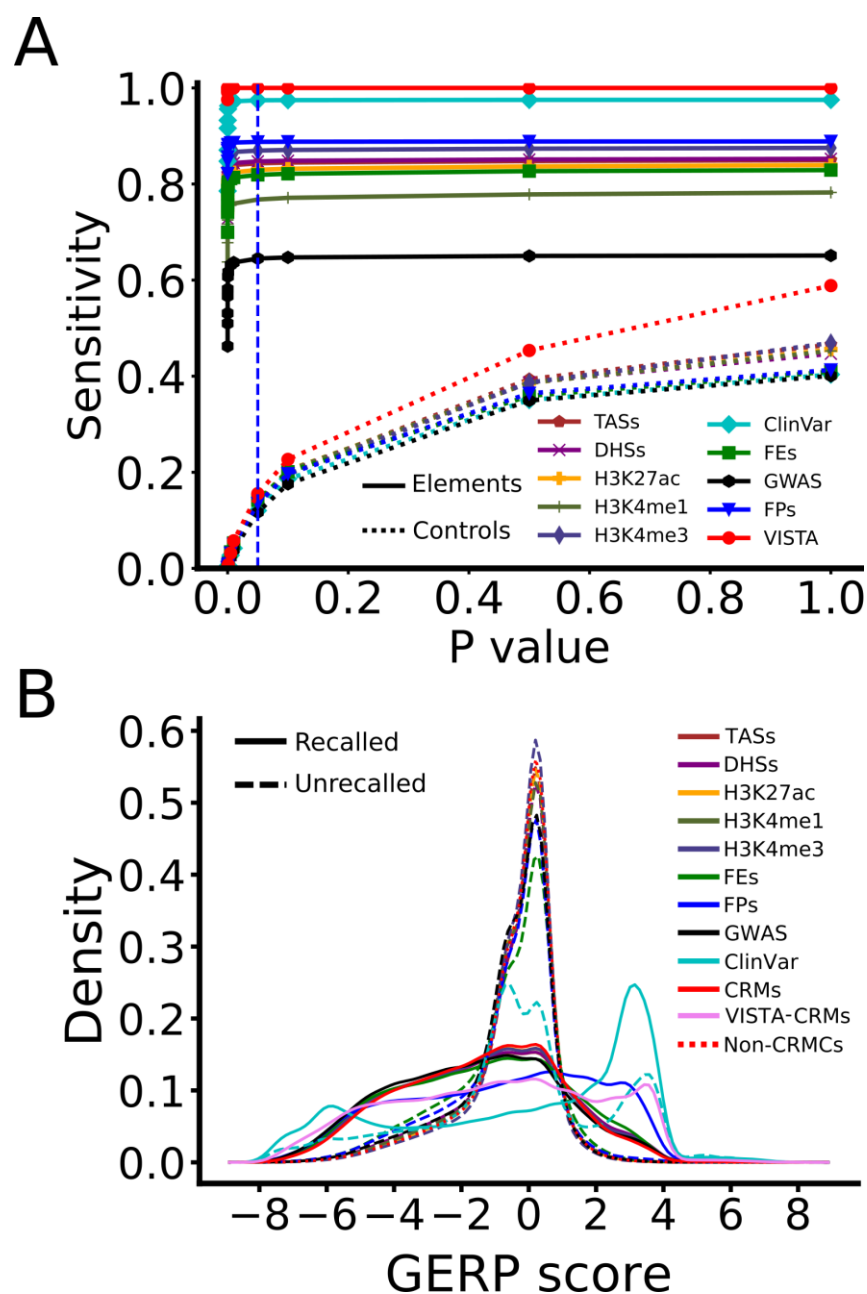 A
1.0
0.8
0.6
0.4
0.2
0.0
Sensitivity
Elements
Controls
TASs
DHSs
H3K27ac
H3K4me1
H3K4me3
ClinVar
FEs
GWAS
FPs
VISTA
0.0 0.2 0.4 0.6 0.8 1.0
P value
B
0.6
0.5
0.4
0.3
0.2
0.1
0.0
Density
Recalled
Unrecalled
TASs
DHSs
H3K27ac
H3K4me1
H3K4me3
FEs
FPs
GWAS
ClinVar
CRMs
VISTA-CRMs
Non-CRMCs
−8 −6 −4 −2 0 2 4 6 8
GERP score